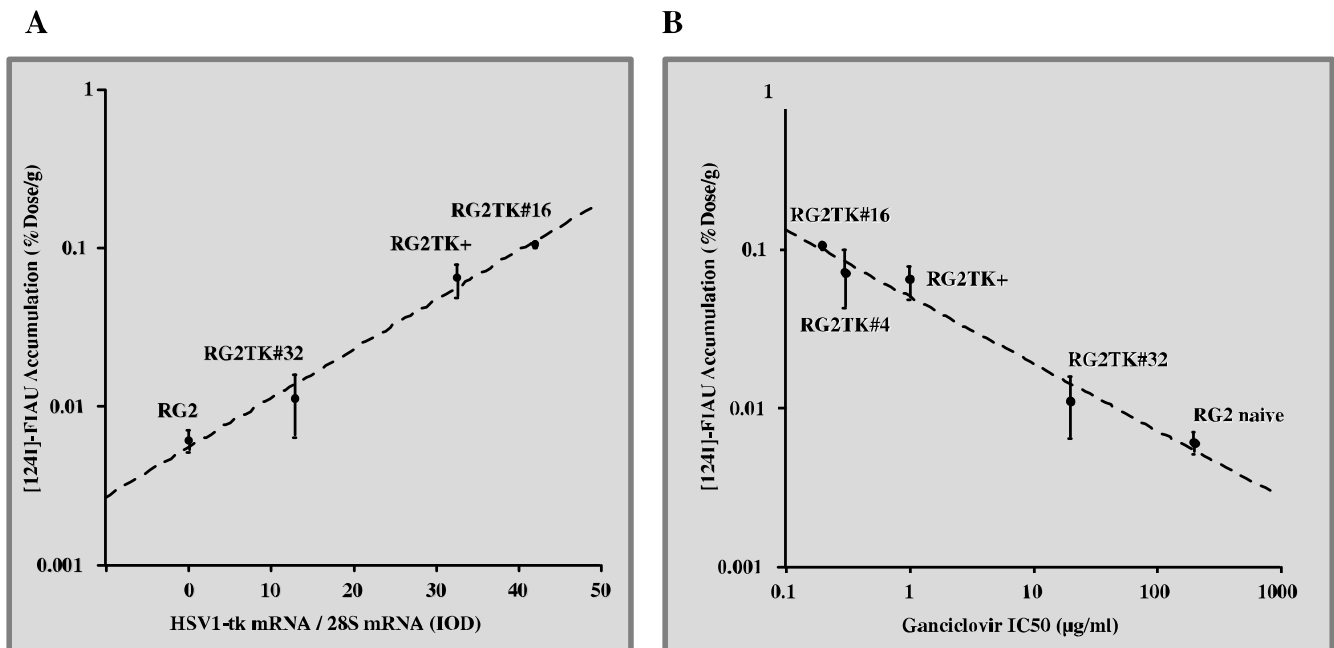 A
B
1
0.1
0.01
0.001
[124I]-FIAU Accumulation (%Dose/g)
RG2TK#16
RG2TK+
RG2TK#32
RG2
0
10
20
30
40
50
HSV1-tk mRNA / 28S mRNA (IOD)
1
0.1
0.01
0.001
[124I]-FIAU Accumulation (%Dose/g)
RG2TK#16
RG2TK+
RG2TK#4
RG2TK#32
RG2 naive
0.1
1
10
100
1000
Ganciclovir IC50 (µg/ml)